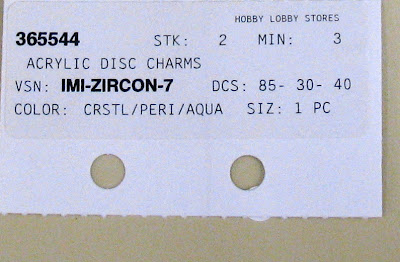 HOBBY LOBBY STORES
365544 STK: 2 MIN: 3
ACRYLIC DISC CHARMS
VSN: IMI-ZIRCON-7 DCS: 85- 30- 40
COLOR: CRSTL/PERI/AQUA SIZ: 1 PC